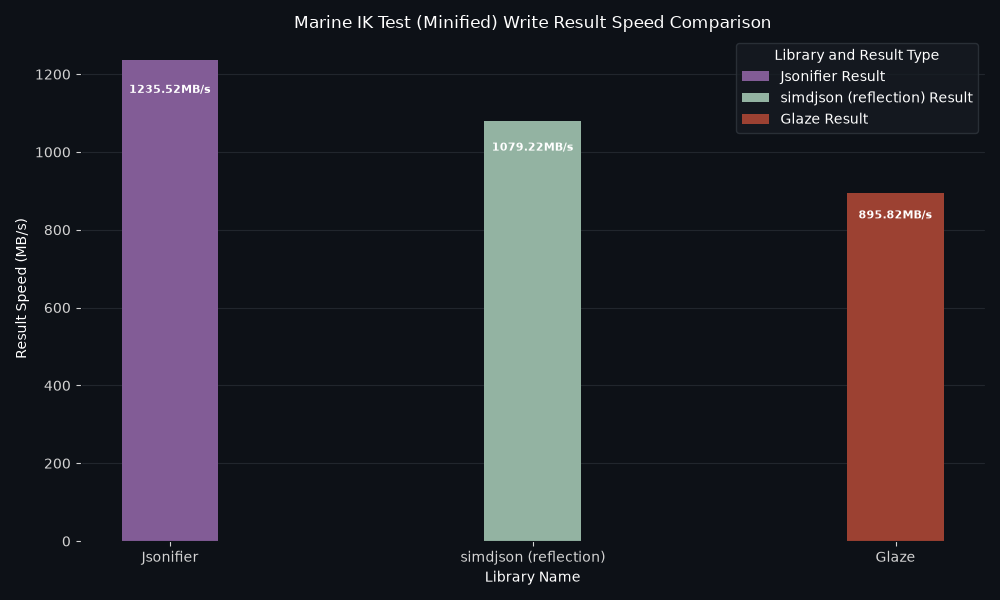 Marine IK Test (Minified) Write Result Speed Comparison
Library and Result Type
Jsonifier Result
simdjson (reflection) Result
Glaze Result
1235.52MB/s
1079.22MB/s
895.82MB/s
Result Speed (MB/s)
1200
1000
800
600
400
200
0
Jsonifier
simdjson (reflection)
Glaze
Library Name